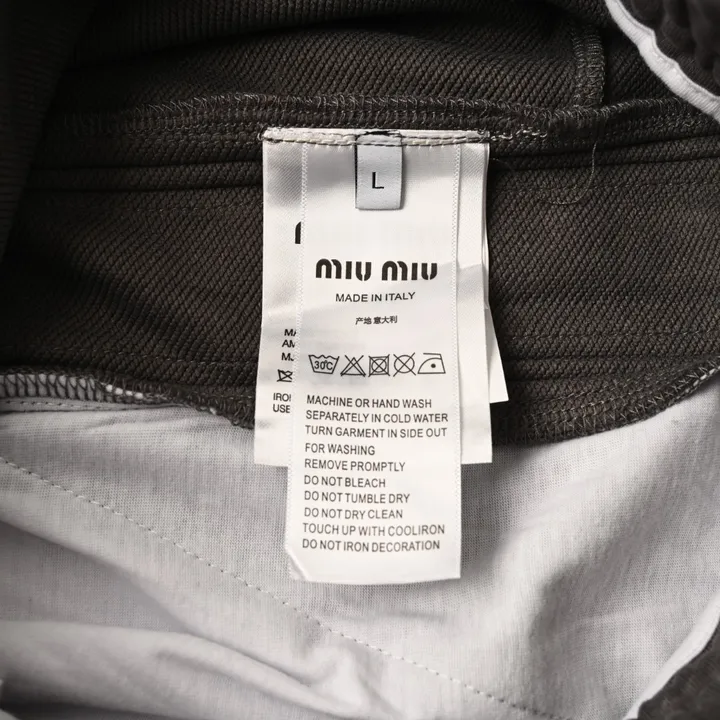 L
miu miu
MADE IN ITALY
产地 意大利
30C
MACHINE OR HAND WASH
SEPARATELY IN COLD WATER
TURN GARMENT IN SIDE OUT
FOR WASHING
REMOVE PROMPTLY
DO NOT BLEACH
DO NOT TUMBLE DRY
DO NOT DRY CLEAN
TOUCH UP WITH COOLIRON
DO NOT IRON DECORATION
USE